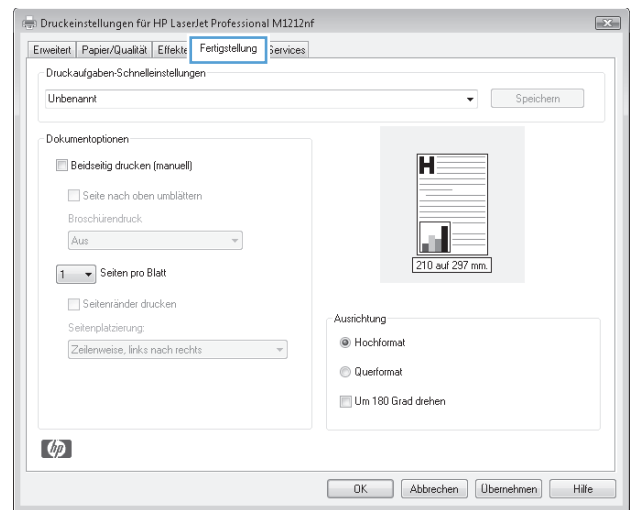 Druckeinstellungen für HP LaserJet Professional M1212nf
Erweitert Papier/Qualität Effekte Fertigstellung Services
Druckaufgaben-Schnelleinstellungen
Unbenannt Speichern
Dokumentoptionen
Beidseitig drucken (manuell)
Seite nach oben umblättern
Broschürendruck
Aus
1 Seiten pro Blatt
Seitenränder drucken
Seitenplatzierung:
Zeilenweise, links nach rechts
H
210 auf 297 mm.
Ausrichtung
Hochformat
Querformat
Um 180 Grad drehen
hp
OK Abbrechen Übernehmen Hilfe